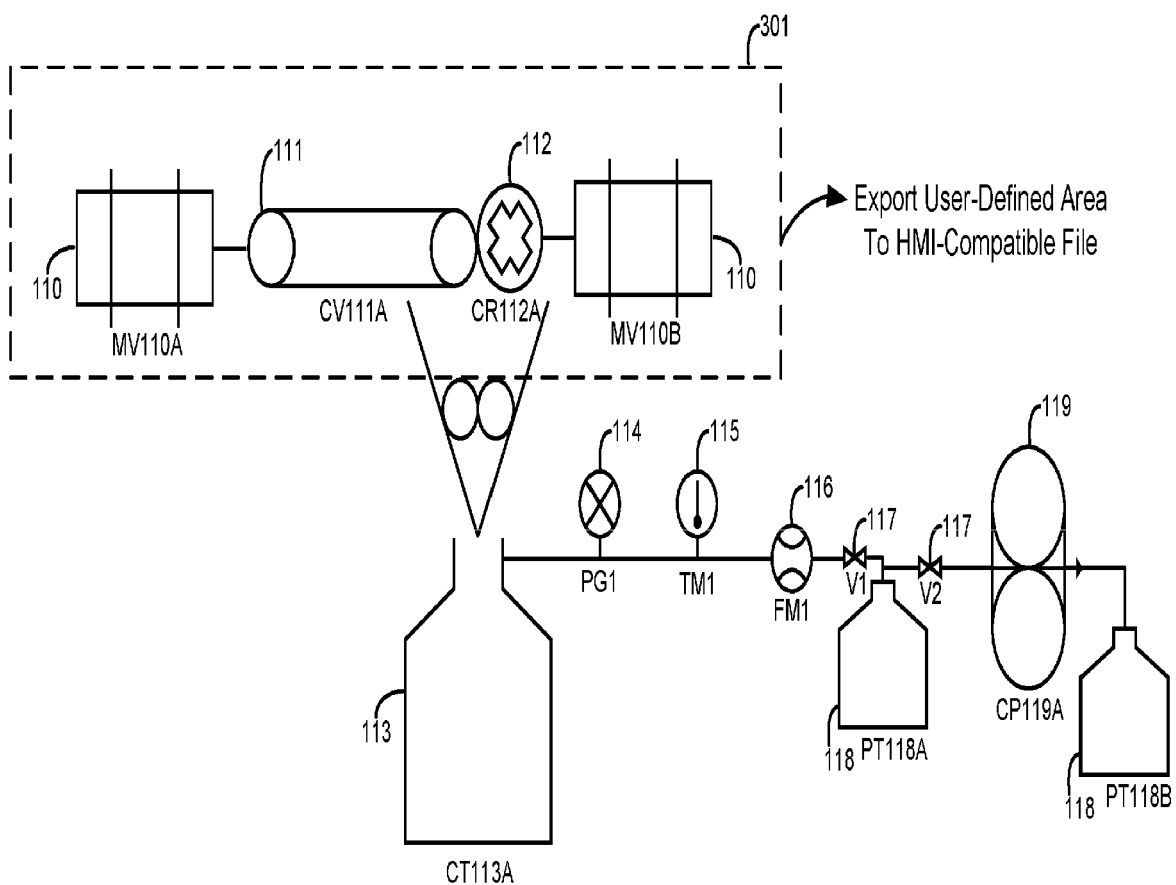 301
111
112
Export User-Defined Area
To HMI-Compatible File
110
110
CV111A
CR112A
MV110A
MV110B
119
114
115
116
117
117
PG1
TM1
FM1
V1
V2
113
118
PT118A
CP119A
118
PT118B
CT113A